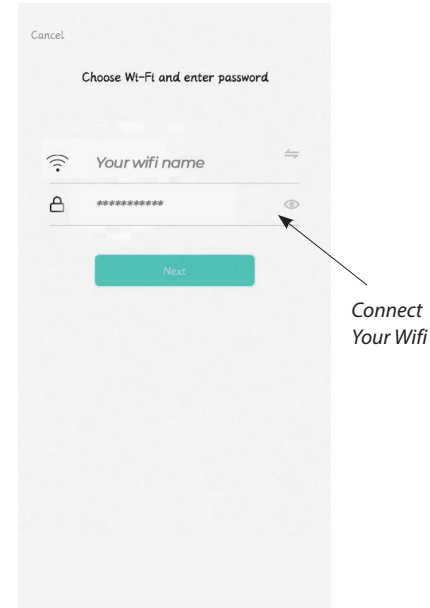 Cancel
Choose Wi-Fi and enter password
Your wifi name
***********
Next
Connect
Your Wifi